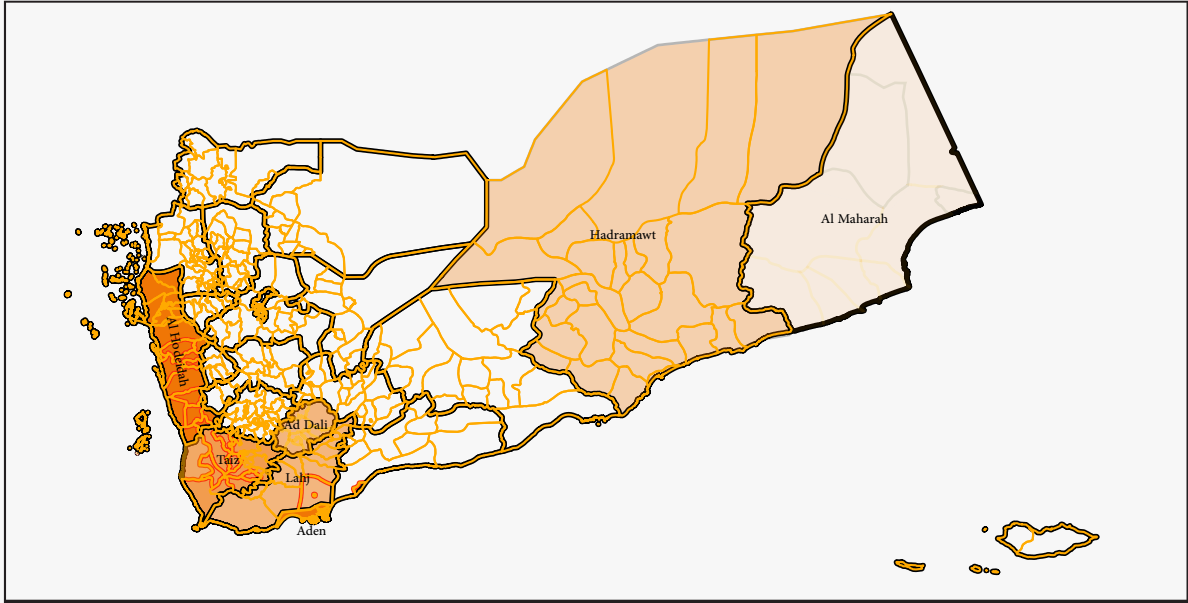 Al Maharah
Hadramawt
Al Hodeidah
Ad Dali
Taiz
Lahj
Aden